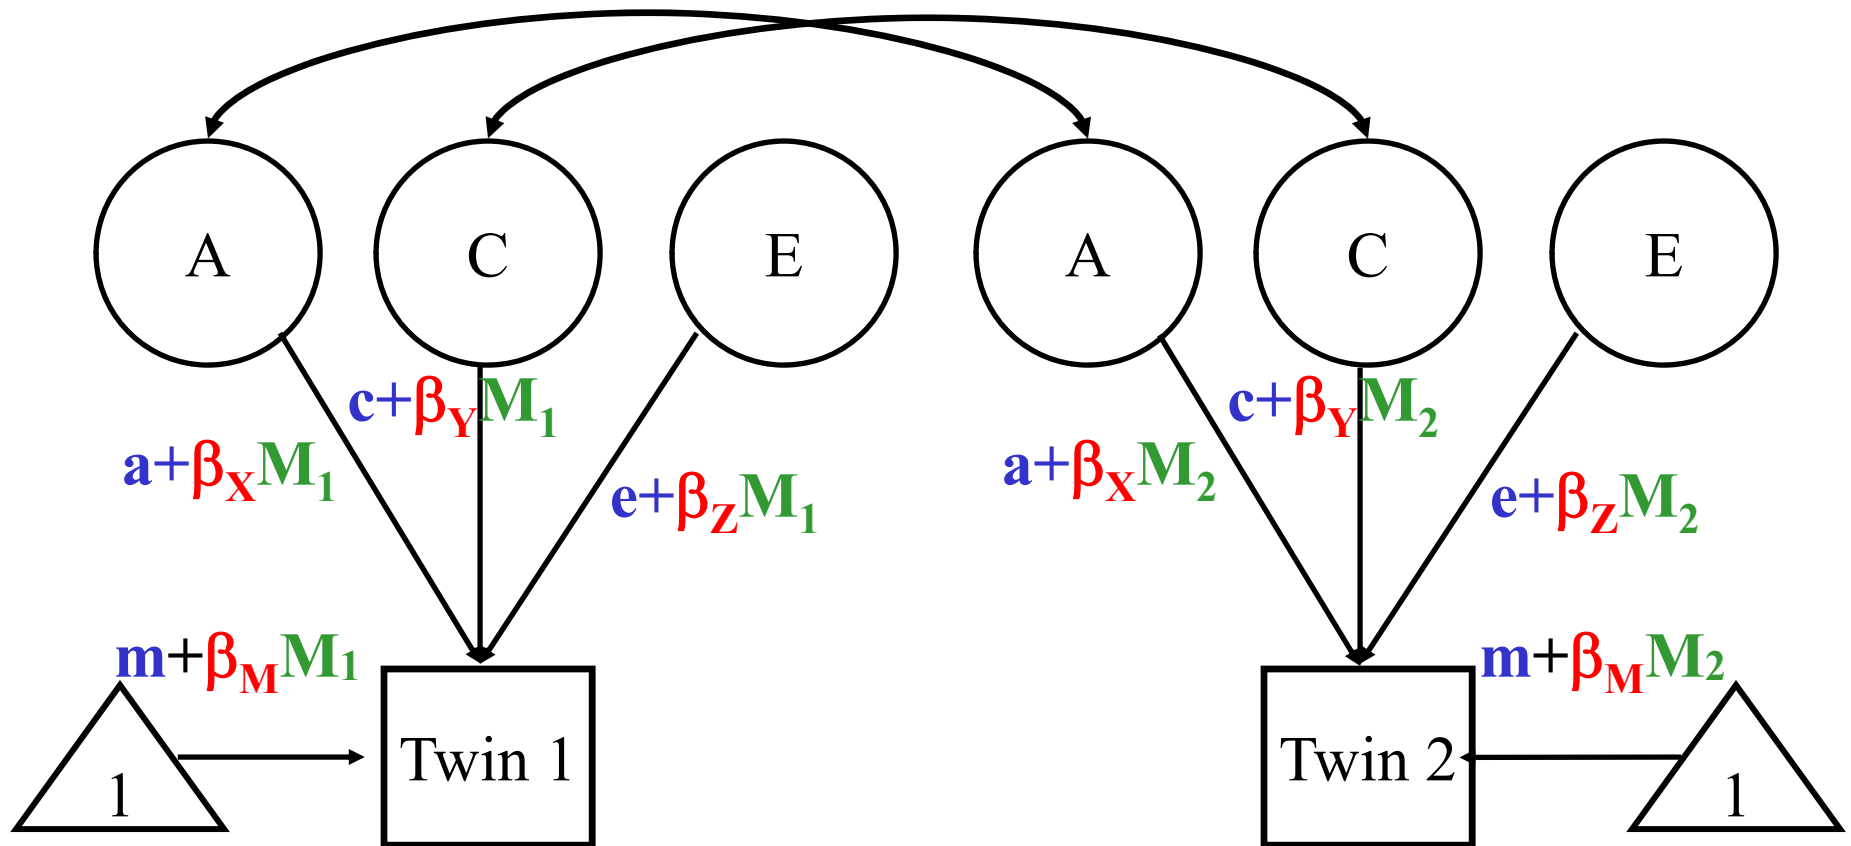 A C E A C E
c+βYM1 c+βYM2
a+βXM1 a+βXM2
e+βZM1 e+βZM2
m+βMM1 m+βMM2
1 Twin 1 Twin 2 1